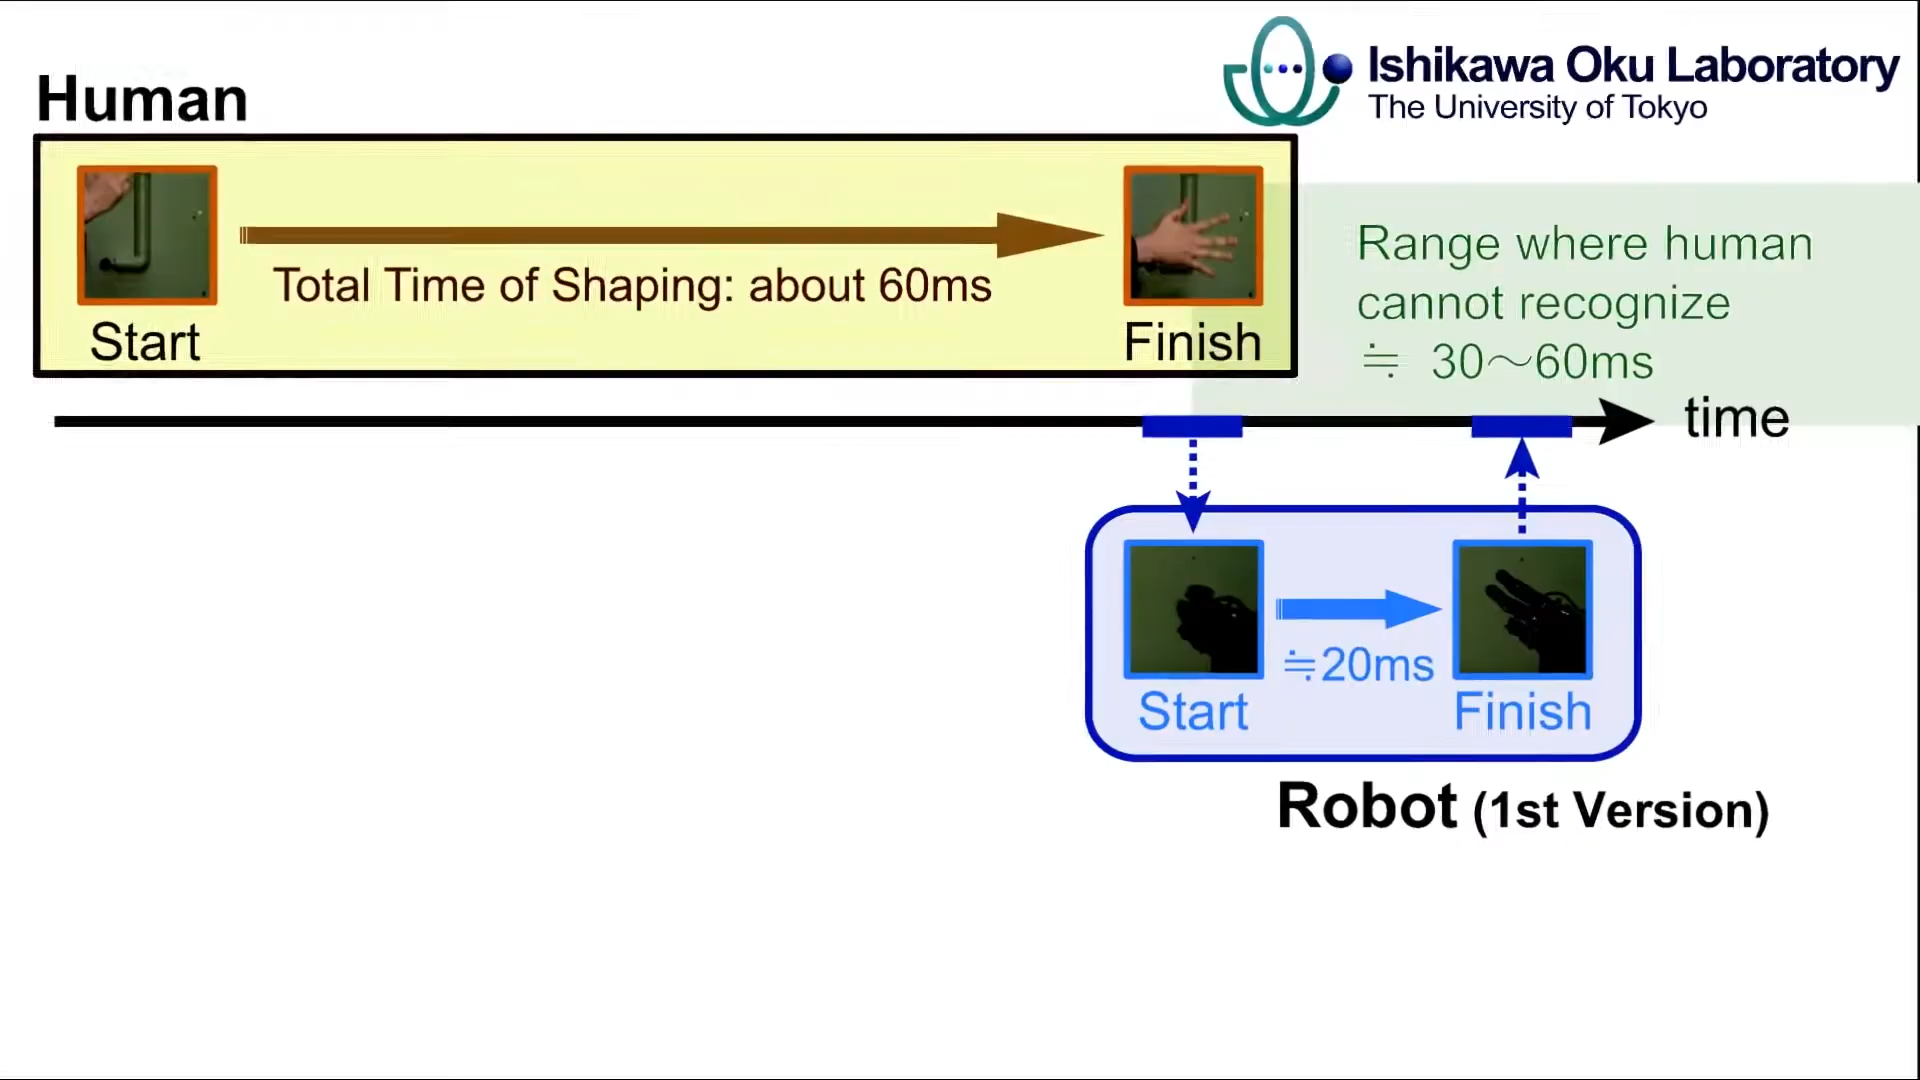 Ishikawa Oku Laboratory
The University of Tokyo
Human
Total Time of Shaping: about 60ms
Start
Finish
Range where human
cannot recognize
≒ 30～60ms
time
≒20ms
Start
Finish
Robot (1st Version)